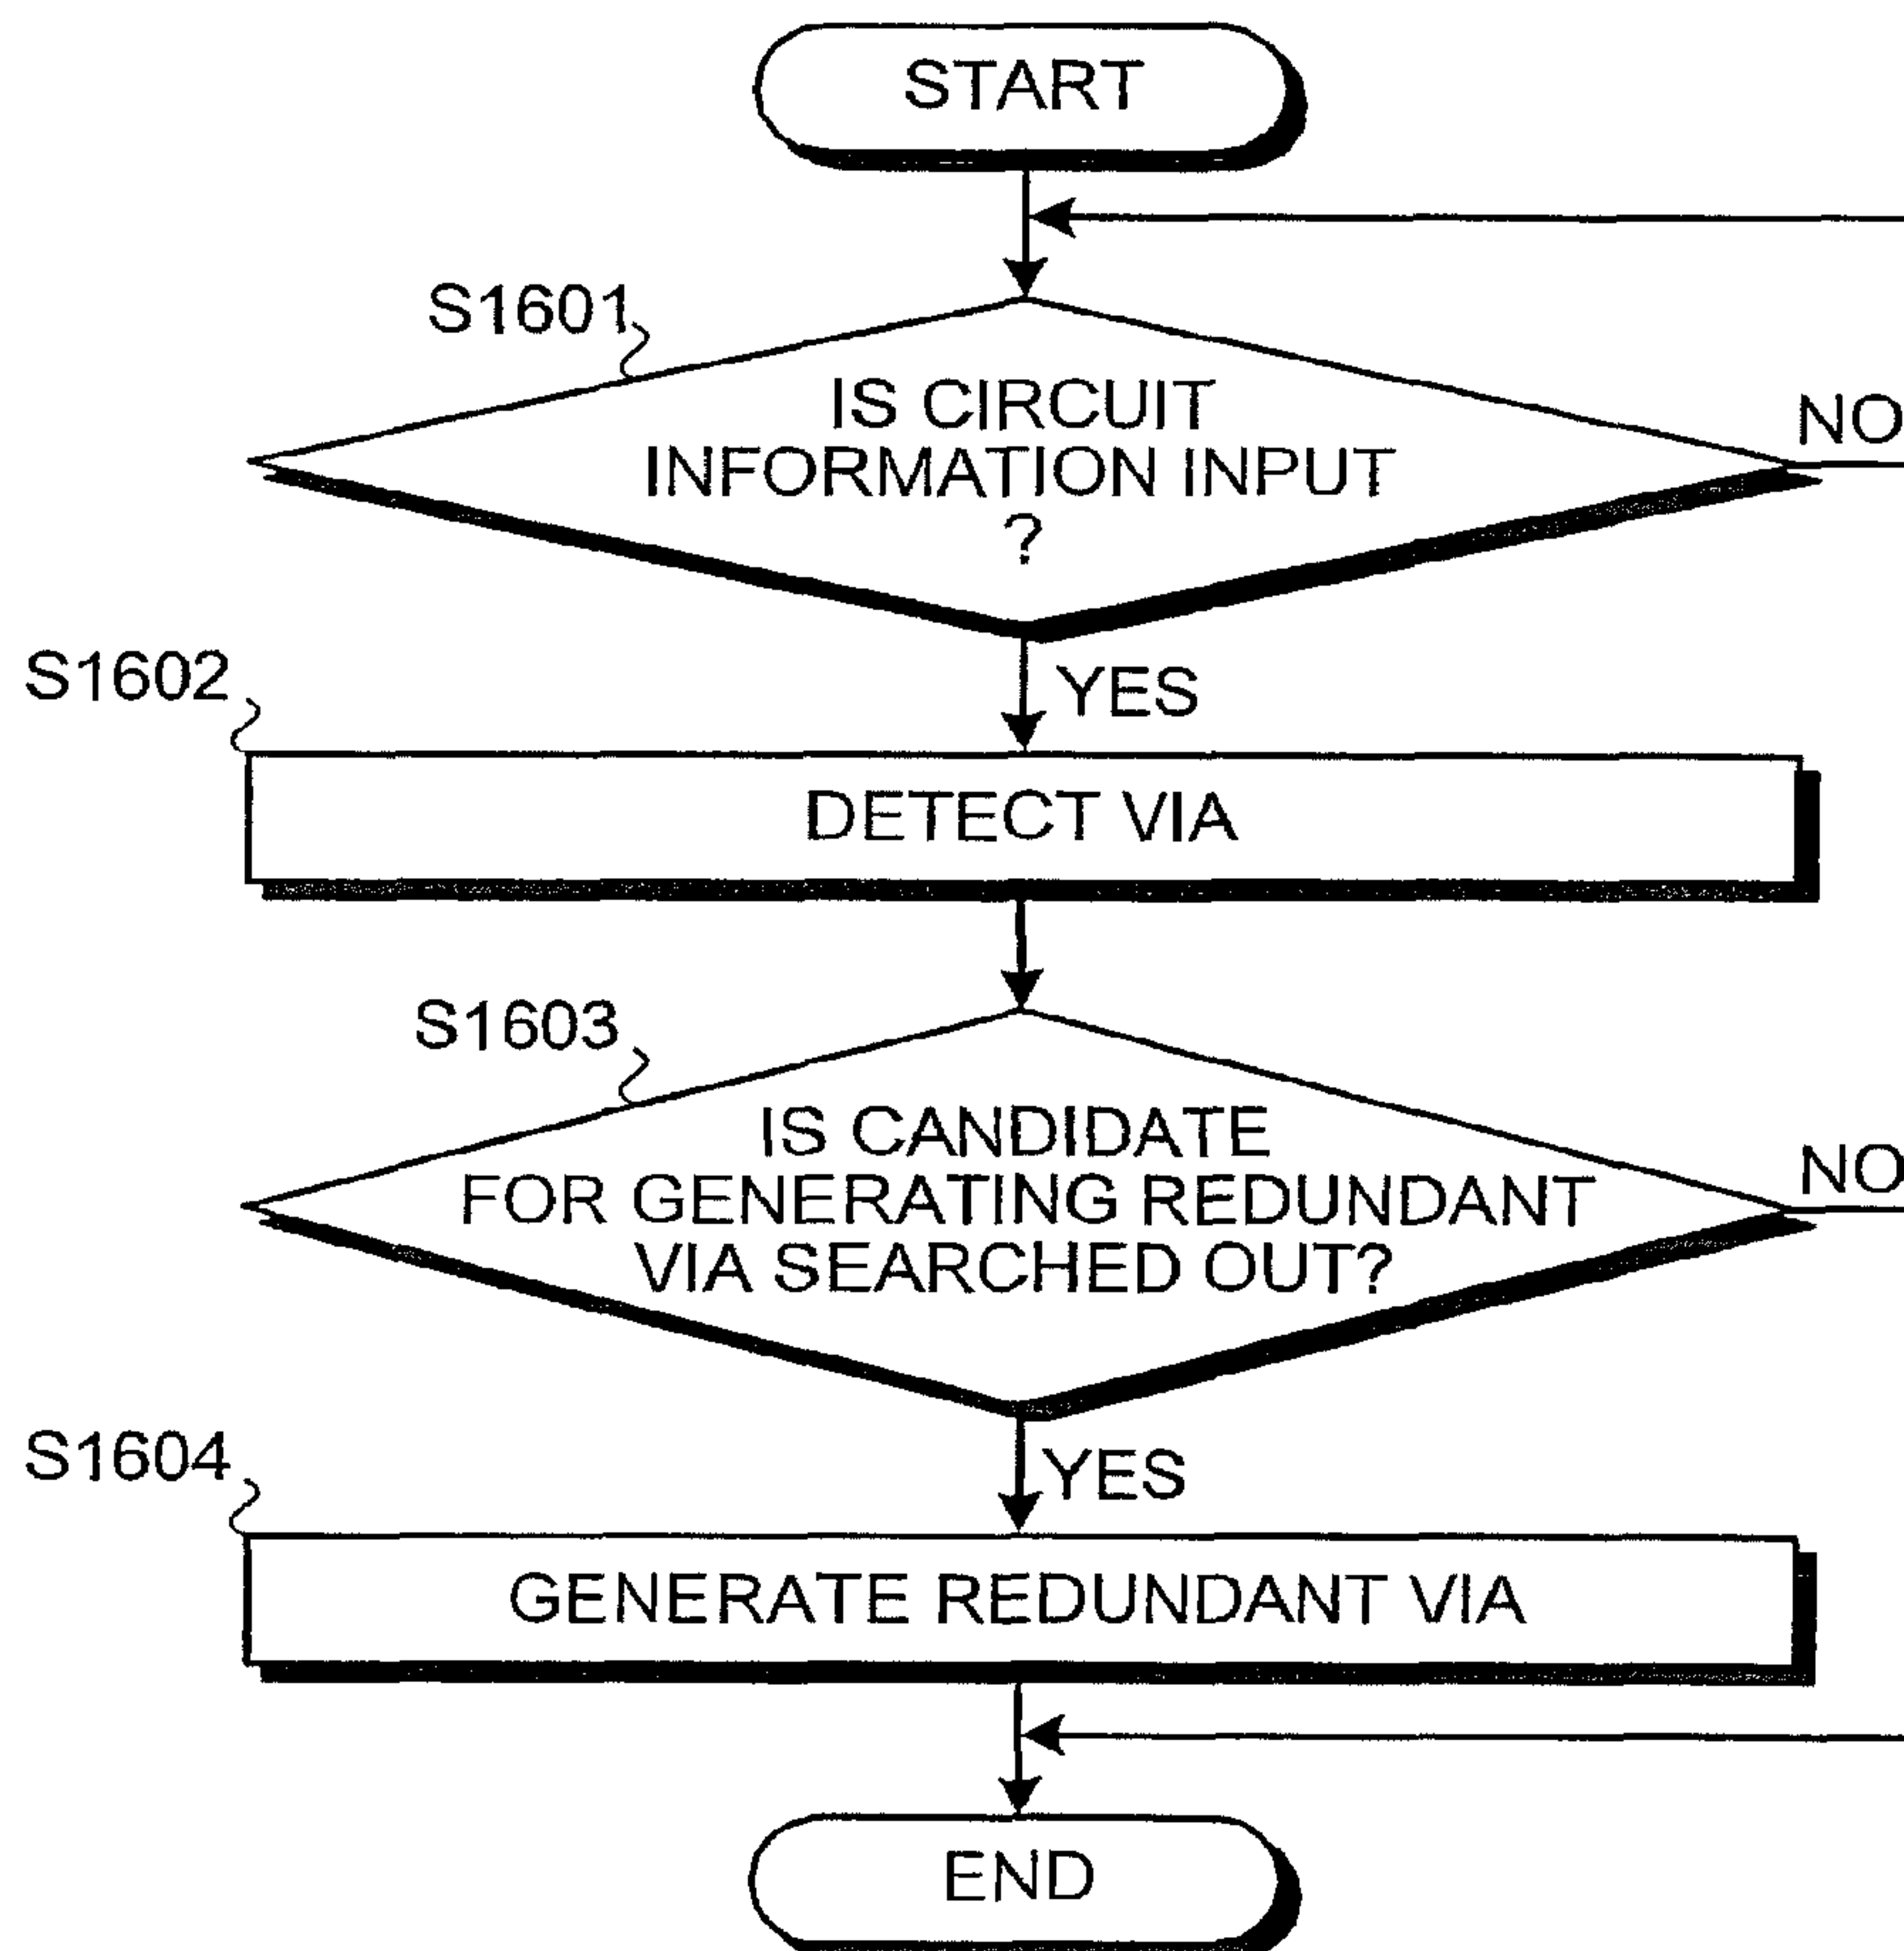 START
S1601
IS CIRCUIT
INFORMATION INPUT
?
NO
YES
S1602
DETECT VIA
S1603
IS CANDIDATE
FOR GENERATING REDUNDANT
VIA SEARCHED OUT?
NO
YES
S1604
GENERATE REDUNDANT VIA
END